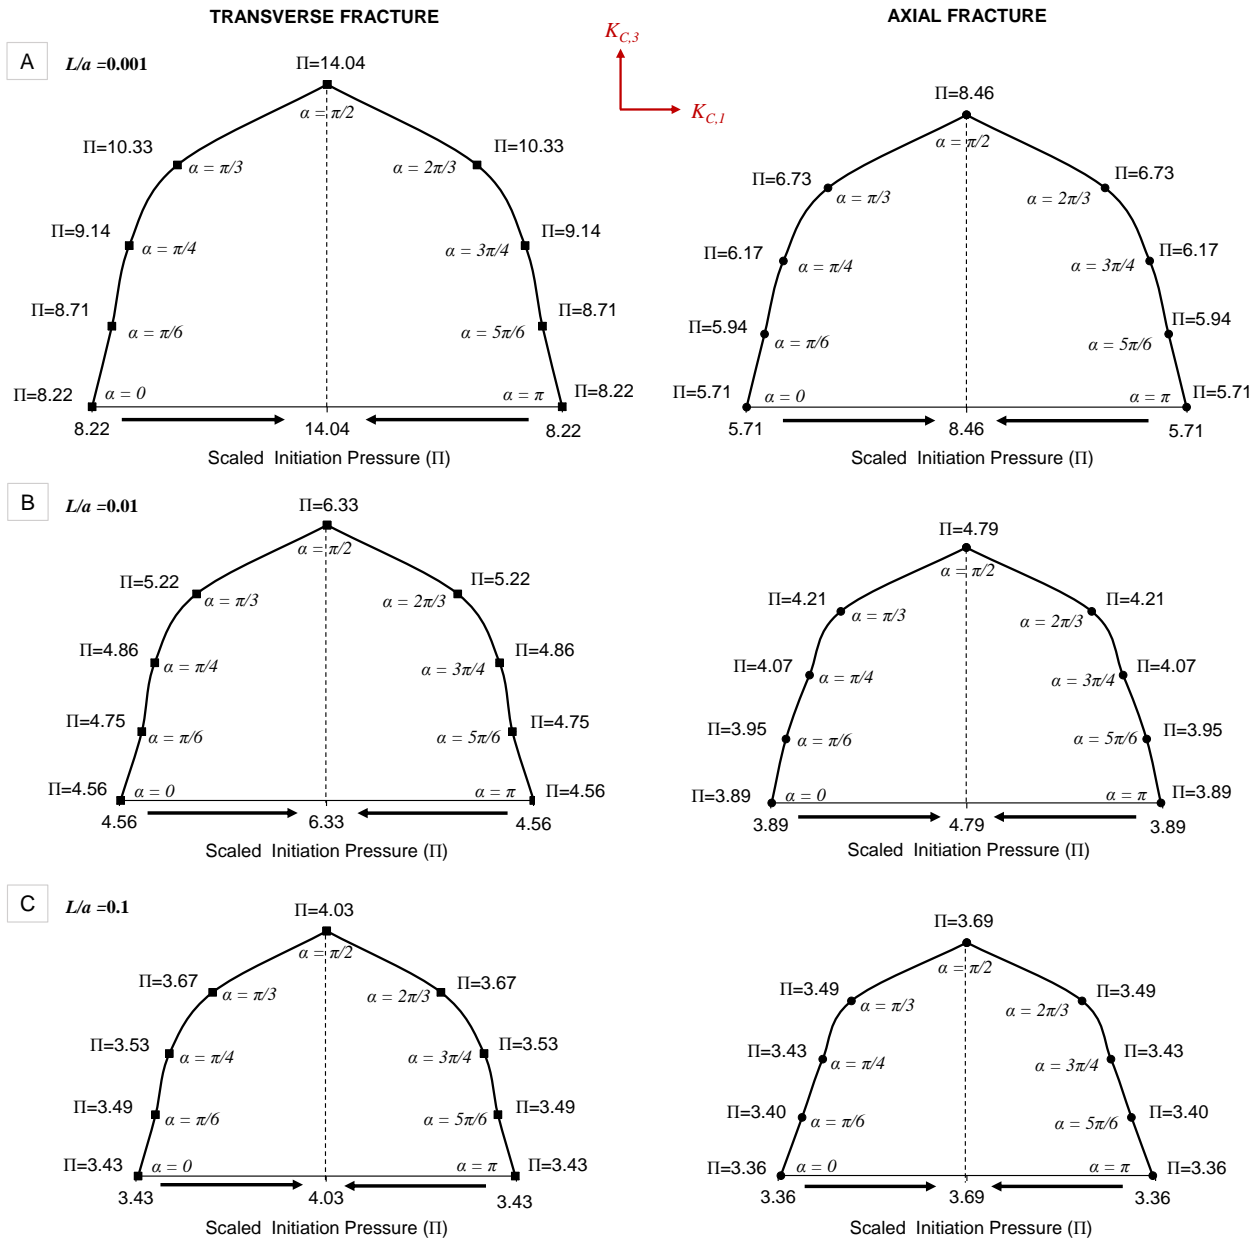 TRANSVERSE FRACTURE
AXIAL FRACTURE
K_{C,3}
K_{C,1}
A
L/a =0.001
Π=14.04
α = π/2
Π=10.33
α = π/3
Π=10.33
α = 2π/3
Π=9.14
α = π/4
Π=9.14
α = 3π/4
Π=8.71
α = π/6
Π=8.71
α = 5π/6
Π=8.22
α = 0
α = π
Π=8.22
8.22
14.04
8.22
Scaled Initiation Pressure (Π)
Π=8.46
α = π/2
Π=6.73
α = π/3
Π=6.73
α = 2π/3
Π=6.17
α = π/4
Π=6.17
α = 3π/4
Π=5.94
α = π/6
Π=5.94
α = 5π/6
Π=5.71
α = 0
α = π
Π=5.71
5.71
8.46
5.71
Scaled Initiation Pressure (Π)
B
L/a =0.01
Π=6.33
α = π/2
Π=5.22
α = π/3
Π=5.22
α = 2π/3
Π=4.86
α = π/4
Π=4.86
α = 3π/4
Π=4.75
α = π/6
Π=4.75
α = 5π/6
Π=4.56
α = 0
α = π
Π=4.56
4.56
6.33
4.56
Scaled Initiation Pressure (Π)
Π=4.79
α = π/2
Π=4.21
α = π/3
Π=4.21
α = 2π/3
Π=4.07
α = π/4
Π=4.07
α = 3π/4
Π=3.95
α = π/6
Π=3.95
α = 5π/6
Π=3.89
α = 0
α = π
Π=3.89
3.89
4.79
3.89
Scaled Initiation Pressure (Π)
C
L/a =0.1
Π=4.03
α = π/2
Π=3.67
α = π/3
Π=3.67
α = 2π/3
Π=3.53
α = π/4
Π=3.53
α = 3π/4
Π=3.49
α = π/6
Π=3.49
α = 5π/6
Π=3.43
α = 0
α = π
Π=3.43
3.43
4.03
3.43
Scaled Initiation Pressure (Π)
Π=3.69
α = π/2
Π=3.49
α = π/3
Π=3.49
α = 2π/3
Π=3.43
α = π/4
Π=3.43
α = 3π/4
Π=3.40
α = π/6
Π=3.40
α = 5π/6
Π=3.36
α = 0
α = π
Π=3.36
3.36
3.69
3.36
Scaled Initiation Pressure (Π)